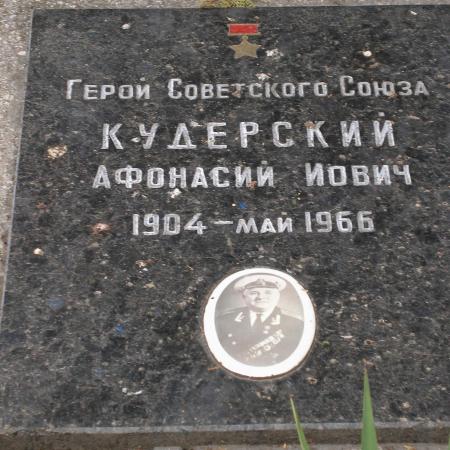 Герой Советского Союза
КУДЕРСКИЙ
АФОНАСИЙ ИОВИЧ
1904 – МАЙ 1966